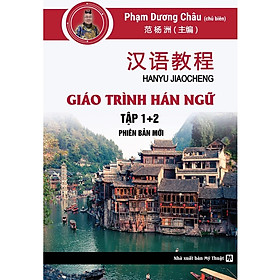 Phạm Dương Châu (chủ biên)
范 杨 洲 ( 主 编 )
汉语教程
HANYU JIAOCHENG
GIÁO TRÌNH HÁN NGỮ
TẬP 1+2
PHIÊN BẢN MỚI
Nhà xuất bản Mỹ Thuật